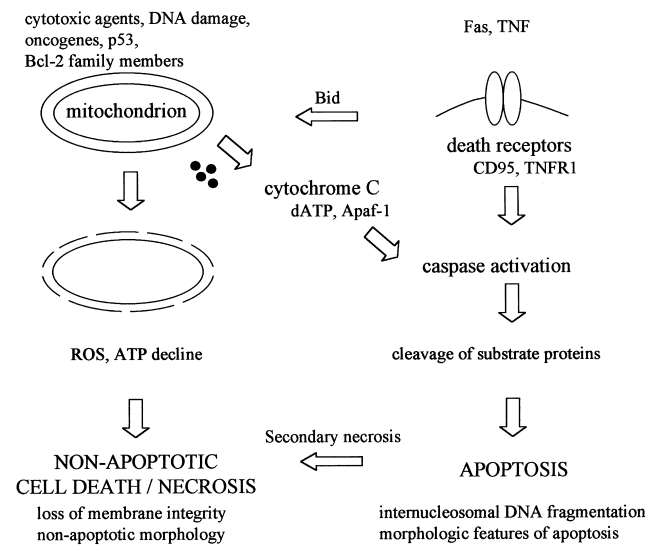 cytotoxic agents, DNA damage,
oncogenes, p53,
Bcl-2 family members
mitochondrion
Fas, TNF
Bid
death receptors
CD95, TNFR1
cytochrome C
dATP, Apaf-1
caspase activation
ROS, ATP decline
cleavage of substrate proteins
Secondary necrosis
NON-APOPTOTIC
CELL DEATH / NECROSIS
loss of membrane integrity
non-apoptotic morphology
APOPTOSIS
internucleosomal DNA fragmentation
morphologic features of apoptosis